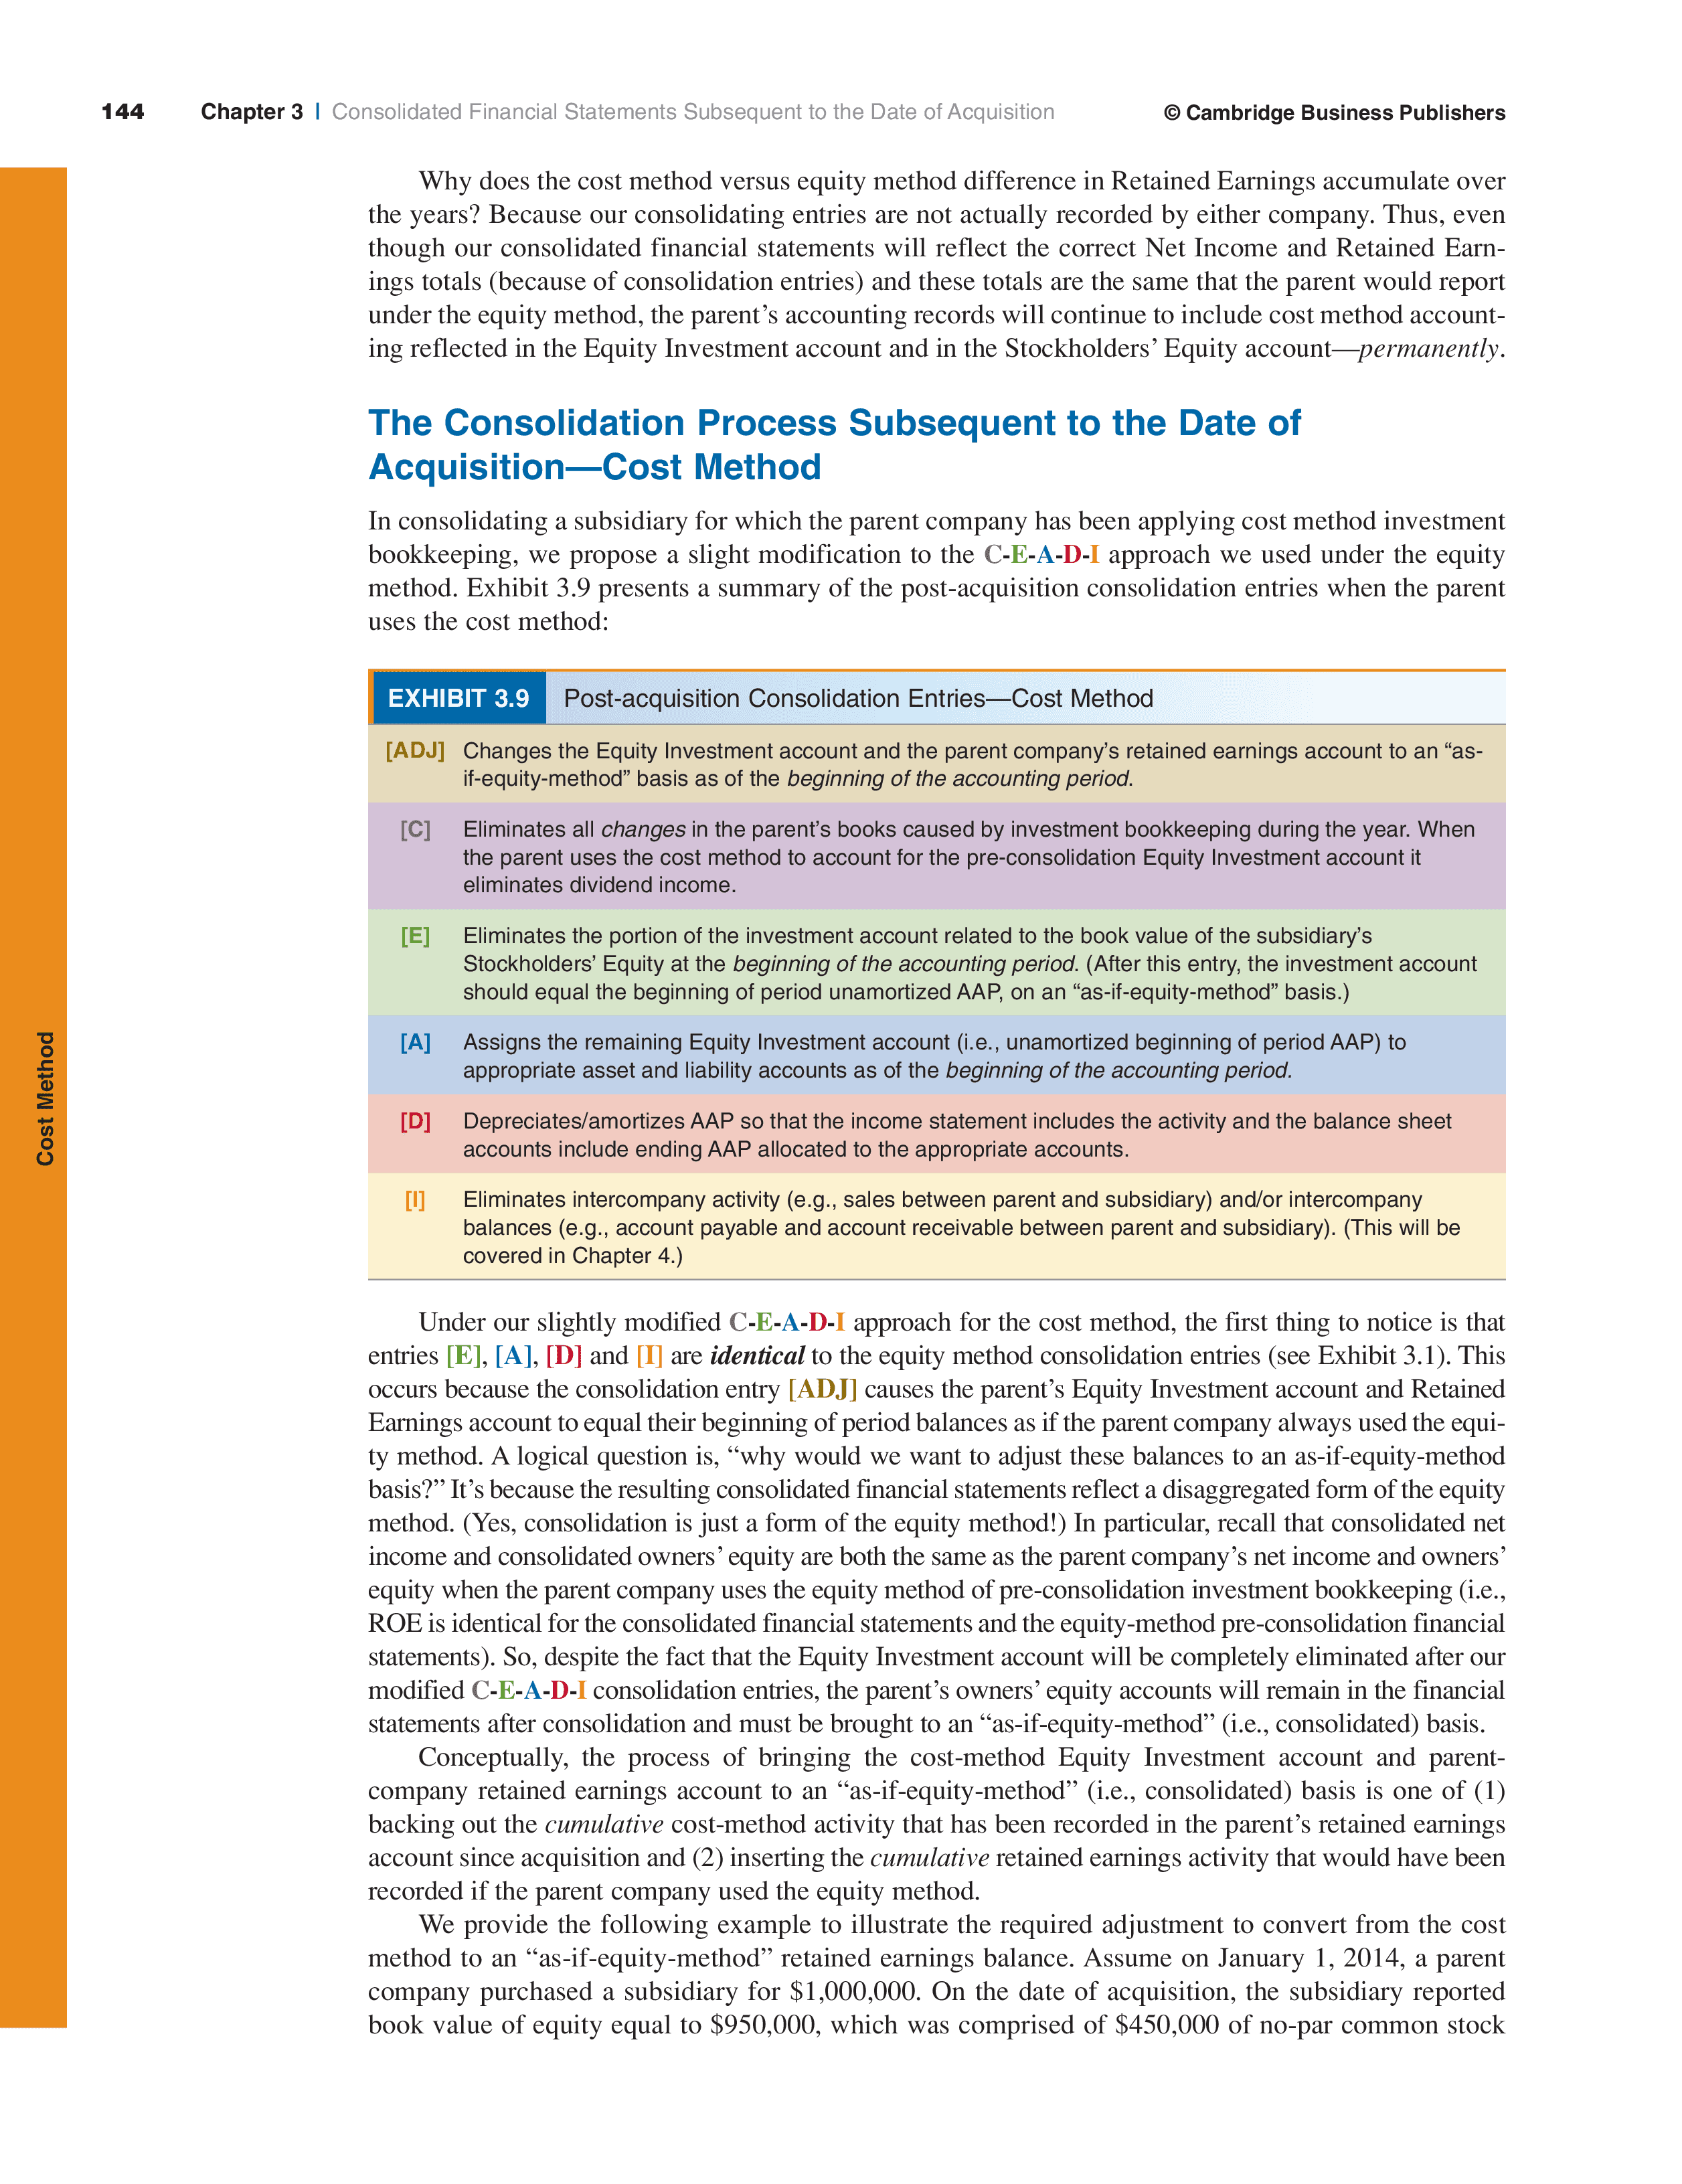 144 Chapter 3 | Consolidated Financial Statements Subsequent to the Date of Acquisition © Cambridge Business Publishers
Why does the cost method versus equity method difference in Retained Earnings accumulate over
the years? Because our consolidating entries are not actually recorded by either company. Thus, even
though our consolidated financial statements will reflect the correct Net Income and Retained Earn-
ings totals (because of consolidation entries) and these totals are the same that the parent would report
under the equity method, the parent’s accounting records will continue to include cost method account-
ing reflected in the Equity Investment account and in the Stockholders’ Equity account—permanently.
The Consolidation Process Subsequent to the Date of
Acquisition—Cost Method
In consolidating a subsidiary for which the parent company has been applying cost method investment
bookkeeping, we propose a slight modification to the C-E-A-D-I approach we used under the equity
method. Exhibit 3.9 presents a summary of the post-acquisition consolidation entries when the parent
uses the cost method:
EXHIBIT 3.9 Post-acquisition Consolidation Entries—Cost Method
[ADJ] Changes the Equity Investment account and the parent company’s retained earnings account to an “as-
if-equity-method” basis as of the beginning of the accounting period.
[C] Eliminates all changes in the parent’s books caused by investment bookkeeping during the year. When
the parent uses the cost method to account for the pre-consolidation Equity Investment account it
eliminates dividend income.
[E] Eliminates the portion of the investment account related to the book value of the subsidiary’s
Stockholders’ Equity at the beginning of the accounting period. (After this entry, the investment account
should equal the beginning of period unamortized AAP, on an “as-if-equity-method” basis.)
[A] Assigns the remaining Equity Investment account (i.e., unamortized beginning of period AAP) to
appropriate asset and liability accounts as of the beginning of the accounting period.
[D] Depreciates/amortizes AAP so that the income statement includes the activity and the balance sheet
accounts include ending AAP allocated to the appropriate accounts.
[I] Eliminates intercompany activity (e.g., sales between parent and subsidiary) and/or intercompany
balances (e.g., account payable and account receivable between parent and subsidiary). (This will be
covered in Chapter 4.)
Under our slightly modified C-E-A-D-I approach for the cost method, the first thing to notice is that
entries [E], [A], [D] and [I] are identical to the equity method consolidation entries (see Exhibit 3.1). This
occurs because the consolidation entry [ADJ] causes the parent’s Equity Investment account and Retained
Earnings account to equal their beginning of period balances as if the parent company always used the equi-
ty method. A logical question is, “why would we want to adjust these balances to an as-if-equity-method
basis?” It’s because the resulting consolidated financial statements reflect a disaggregated form of the equity
method. (Yes, consolidation is just a form of the equity method!) In particular, recall that consolidated net
income and consolidated owners’ equity are both the same as the parent company’s net income and owners’
equity when the parent company uses the equity method of pre-consolidation investment bookkeeping (i.e.,
ROE is identical for the consolidated financial statements and the equity-method pre-consolidation financial
statements). So, despite the fact that the Equity Investment account will be completely eliminated after our
modified C-E-A-D-I consolidation entries, the parent’s owners’ equity accounts will remain in the financial
statements after consolidation and must be brought to an “as-if-equity-method” (i.e., consolidated) basis.
Conceptually, the process of bringing the cost-method Equity Investment account and parent-
company retained earnings account to an “as-if-equity-method” (i.e., consolidated) basis is one of (1)
backing out the cumulative cost-method activity that has been recorded in the parent’s retained earnings
account since acquisition and (2) inserting the cumulative retained earnings activity that would have been
recorded if the parent company used the equity method.
We provide the following example to illustrate the required adjustment to convert from the cost
method to an “as-if-equity-method” retained earnings balance. Assume on January 1, 2014, a parent
company purchased a subsidiary for $1,000,000. On the date of acquisition, the subsidiary reported
book value of equity equal to $950,000, which was comprised of $450,000 of no-par common stock
Cost Method